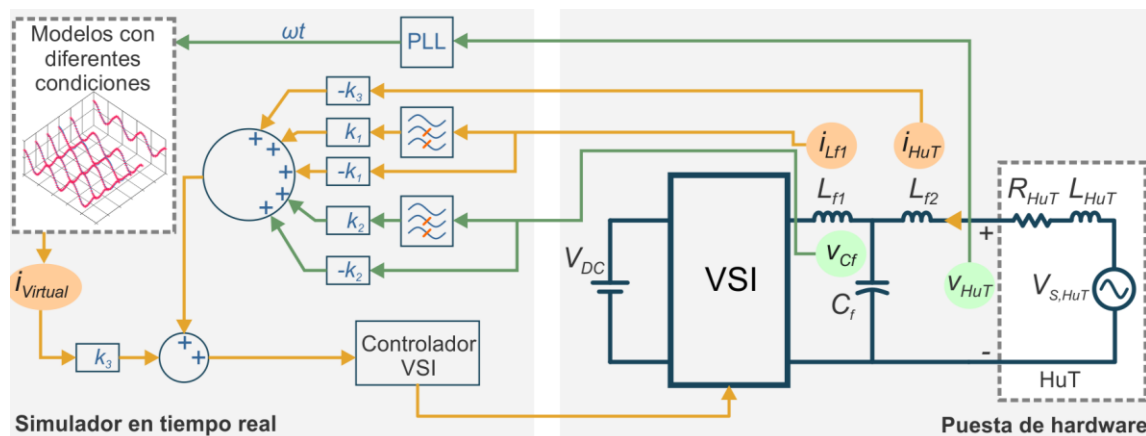 Modelos con
diferentes
condiciones
ωt
PLL
-k3
k1
-k1
k2
-k2
+
+
+
+
+
iVirtual
k3
+
+
Controlador
VSI
Simulador en tiempo real
iLf1
iHuT
Lf1
Lf2
RHuT
LHuT
+
VDC
VSI
vCf
Cf
vHuT
VS,HuT
-
HuT
Puesta de hardware